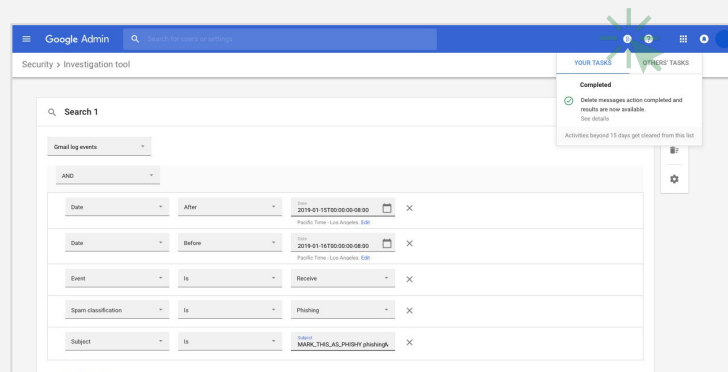 Google Admin
Search for users or settings
Security > Investigation tool
YOUR TASKS
OTHERS' TASKS
Completed
Delete messages action completed and
results are now available.
See details
Activities beyond 15 days get cleared from this list
Search 1
Gmail log events
AND
Date
After
Date
2019-01-15T00:00:00-08:00
Pacific Time - Los Angeles Edit
Date
Before
Date
2019-01-16T00:00:00-08:00
Pacific Time - Los Angeles Edit
Event
Is
Receive
Spam classification
Is
Phishing
Subject
Is
Subject
MARK_THIS_AS_PHISHY